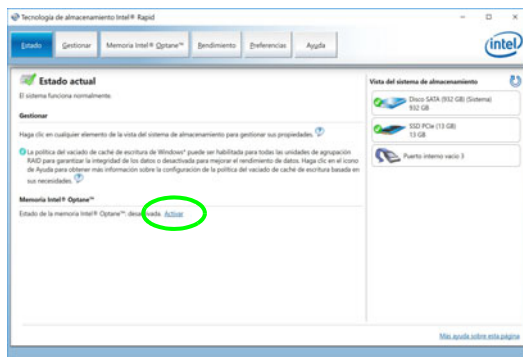 Tecnología de almacenamiento Intel® Rapid
Estado
Gestionar
Memoria Intel® Optane™
Rendimiento
Preferencias
Ayuda
intel
Estado actual
El sistema funciona normalmente.
Gestionar
Haga clic en cualquier elemento de la vista del sistema de almacenamiento para gestionar sus propiedades.
La política del vaciado de caché de escritura de Windows* puede ser habilitada para todas las unidades de agrupación
RAID para garantizar la integridad de los datos o desactivada para mejorar el rendimiento de datos. Haga clic en el icono
de Ayuda para obtener más información sobre la configuración de la política del vaciado de caché de escritura basada en
sus necesidades.
Memoria Intel® Optane™
Estado de la memoria Intel® Optane™: desactivada. Activar
Vista del sistema de almacenamiento
Disco SATA (932 GB) (Sistema)
932 GB
SSD PCIe (13 GB)
13 GB
Puerto interno vacío 3
Más ayuda sobre esta página